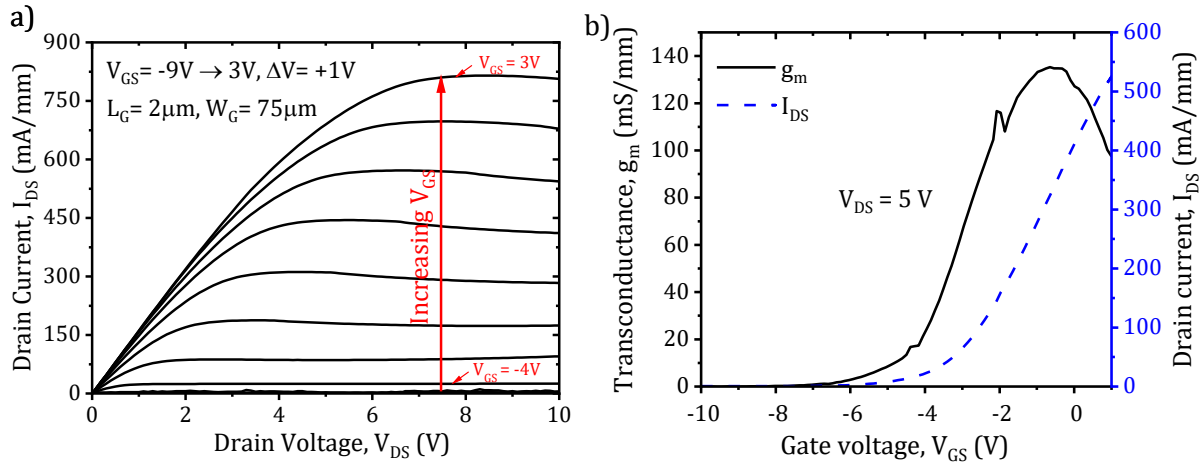 a)
V_GS= -9V → 3V, ΔV= +1V
L_G= 2μm, W_G= 75μm
V_GS= 3V
Increasing V_GS
V_GS= -4V
Drain Current, I_DS (mA/mm)
900
750
600
450
300
150
0
0 2 4 6 8 10
Drain Voltage, V_DS (V)
b)
g_m
I_DS
V_DS = 5 V
Transconductance, g_m (mS/mm)
140
120
100
80
60
40
20
0
-10 -8 -6 -4 -2 0
Gate voltage, V_GS (V)
600
500
400
300
200
100
0
Drain current, I_DS (mA/mm)